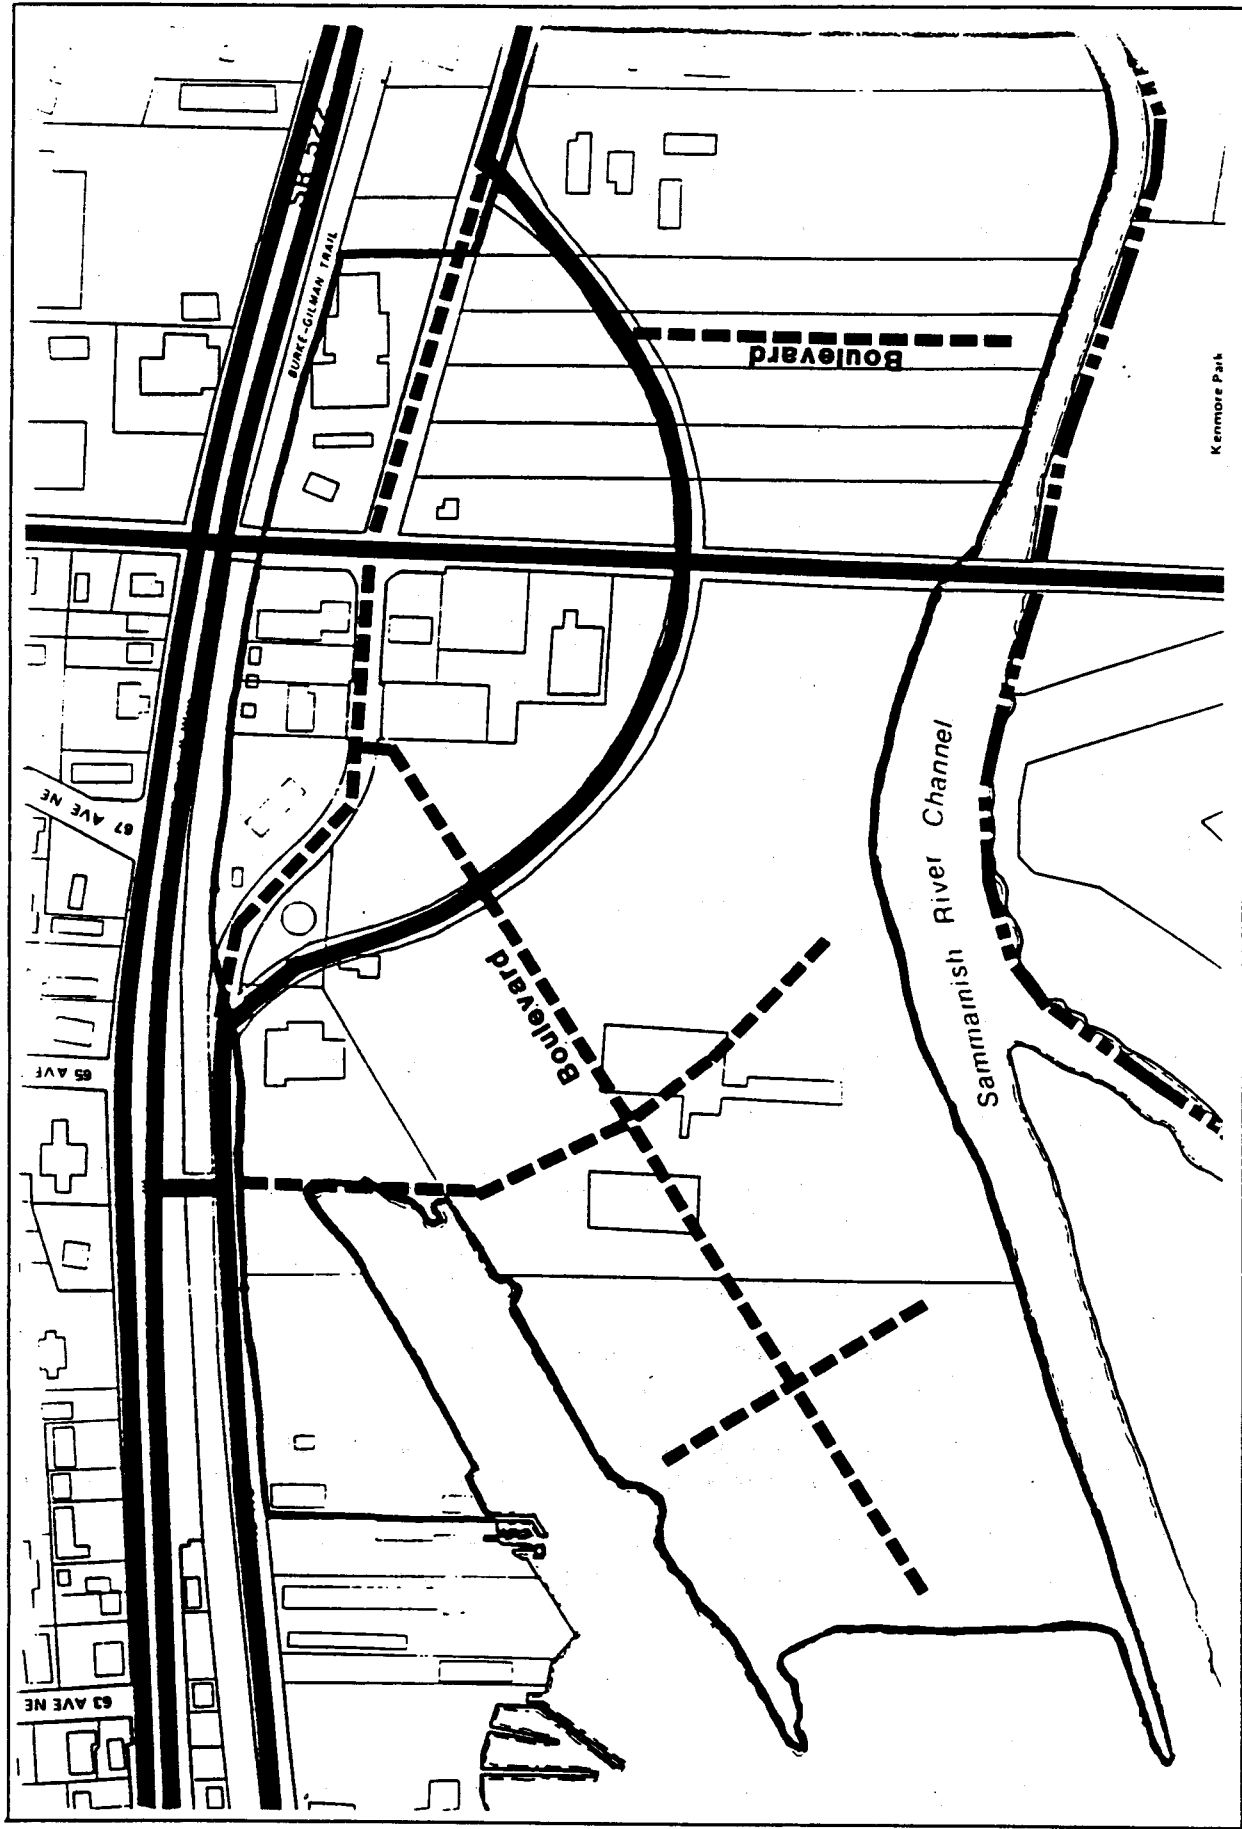 SR 522
BURKE-GILMAN TRAIL
Boulevard
Kenmore Park
67 AVE NE
Sammamish River Channel
Boulevard
65 AVE
63 AVE NE